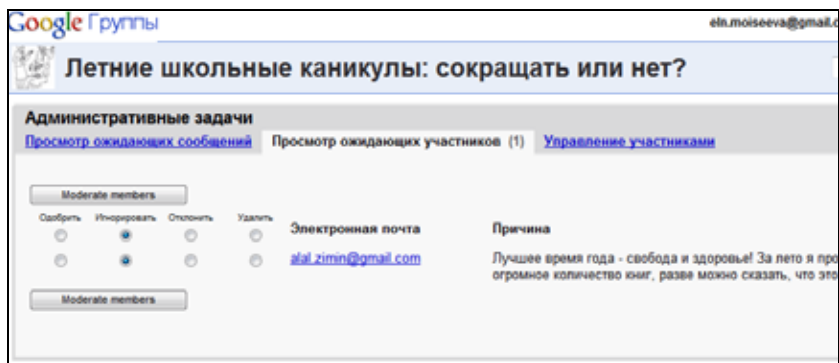 Google Группы
eln.moiseeva@gmail.c
Летние школьные каникулы: сокращать или нет?
Административные задачи
Просмотр ожидающих сообщений Просмотр ожидающих участников (1) Управление участниками
Moderate members
Одобрить Игнорировать Отклонить Удалить
Электронная почта Причина
alal.zimin@gmail.com Лучшее время года - свобода и здоровье! За лето я про
огромное количество книг, разве можно сказать, что это
Moderate members